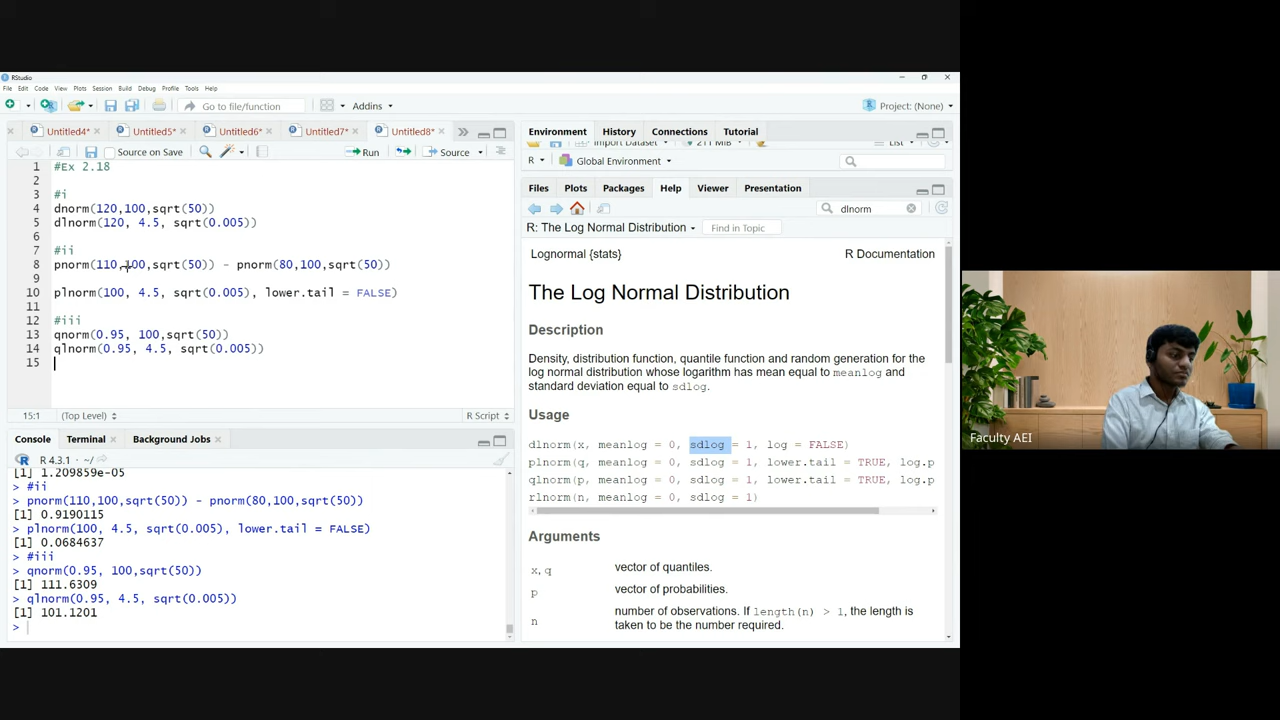 RStudio
File Edit Code View Plots Session Build Debug Profile Tools Help
Go to file/function
Addins
Project: (None)
Untitled4* Untitled5* Untitled6* Untitled7* Untitled8*
Source on Save
Run
Source
1 #Ex 2.18
2
3 #i
4 dnorm(120,100,sqrt(50))
5 dlnorm(120, 4.5, sqrt(0.005))
6
7 #ii
8 pnorm(110,100,sqrt(50)) - pnorm(80,100,sqrt(50))
9
10 plnorm(100, 4.5, sqrt(0.005), lower.tail = FALSE)
11
12 #iii
13 qnorm(0.95, 100,sqrt(50))
14 qlnorm(0.95, 4.5, sqrt(0.005))
15
15:1 (Top Level) R Script
Console Terminal Background Jobs
R 4.3.1 · ~/
[1] 1.209859e-05
> #ii
> pnorm(110,100,sqrt(50)) - pnorm(80,100,sqrt(50))
[1] 0.9190115
> plnorm(100, 4.5, sqrt(0.005), lower.tail = FALSE)
[1] 0.0684637
> #iii
> qnorm(0.95, 100,sqrt(50))
[1] 111.6309
> qlnorm(0.95, 4.5, sqrt(0.005))
[1] 101.1201
>
Environment History Connections Tutorial
Import Dataset 211 MiB List
R Global Environment
Files Plots Packages Help Viewer Presentation
dlnorm
R: The Log Normal Distribution Find in Topic
Lognormal {stats} R Documentation
The Log Normal Distribution
Description
Density, distribution function, quantile function and random generation for the
log normal distribution whose logarithm has mean equal to meanlog and
standard deviation equal to sdlog.
Usage
dlnorm(x, meanlog = 0, sdlog = 1, log = FALSE)
plnorm(q, meanlog = 0, sdlog = 1, lower.tail = TRUE, log.p
qlnorm(p, meanlog = 0, sdlog = 1, lower.tail = TRUE, log.p
rlnorm(n, meanlog = 0, sdlog = 1)
Arguments
x, q vector of quantiles.
p vector of probabilities.
n number of observations. If length(n) > 1, the length is
taken to be the number required.
Faculty AEI